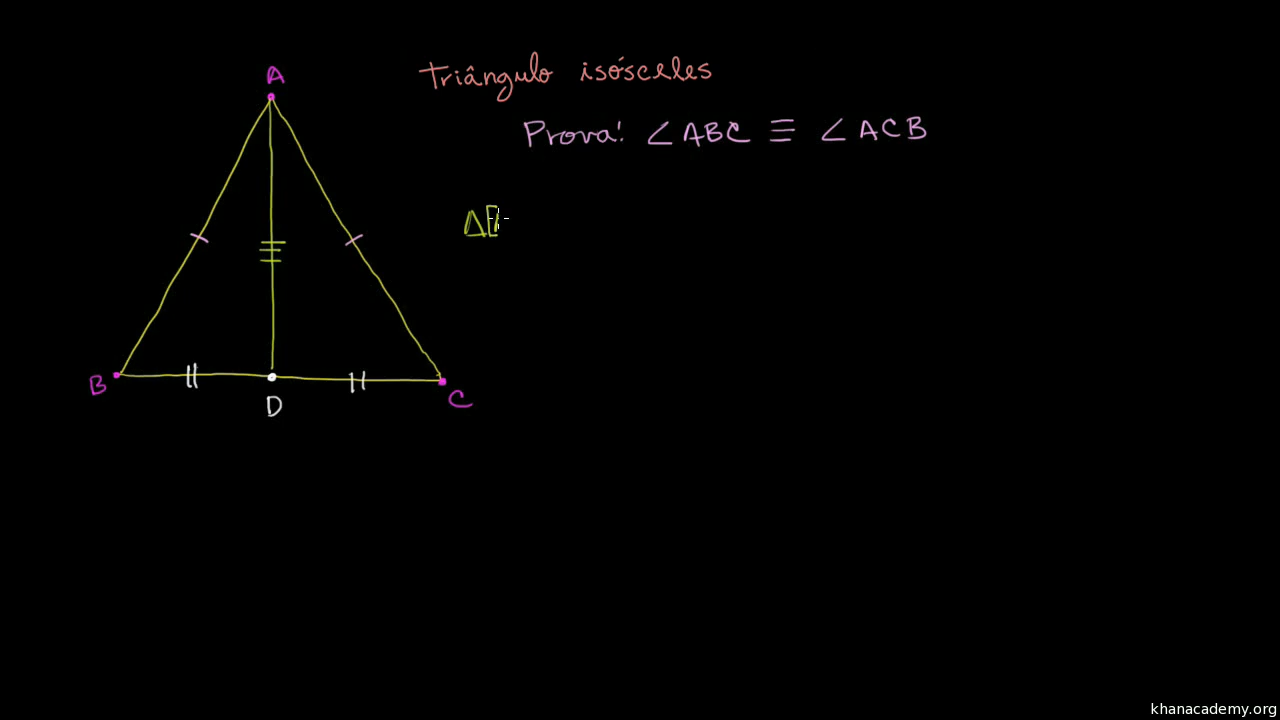 A
Triângulo isósceles
Prova: ∠ABC ≡ ∠ACB
Δ
B
D
C
khanacademy.org